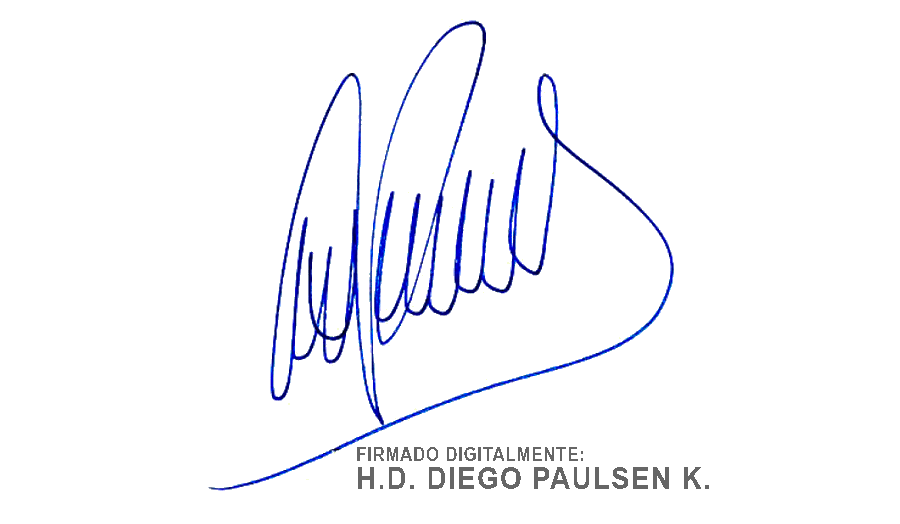 FIRMADO DIGITALMENTE:
H.D. DIEGO PAULSEN K.